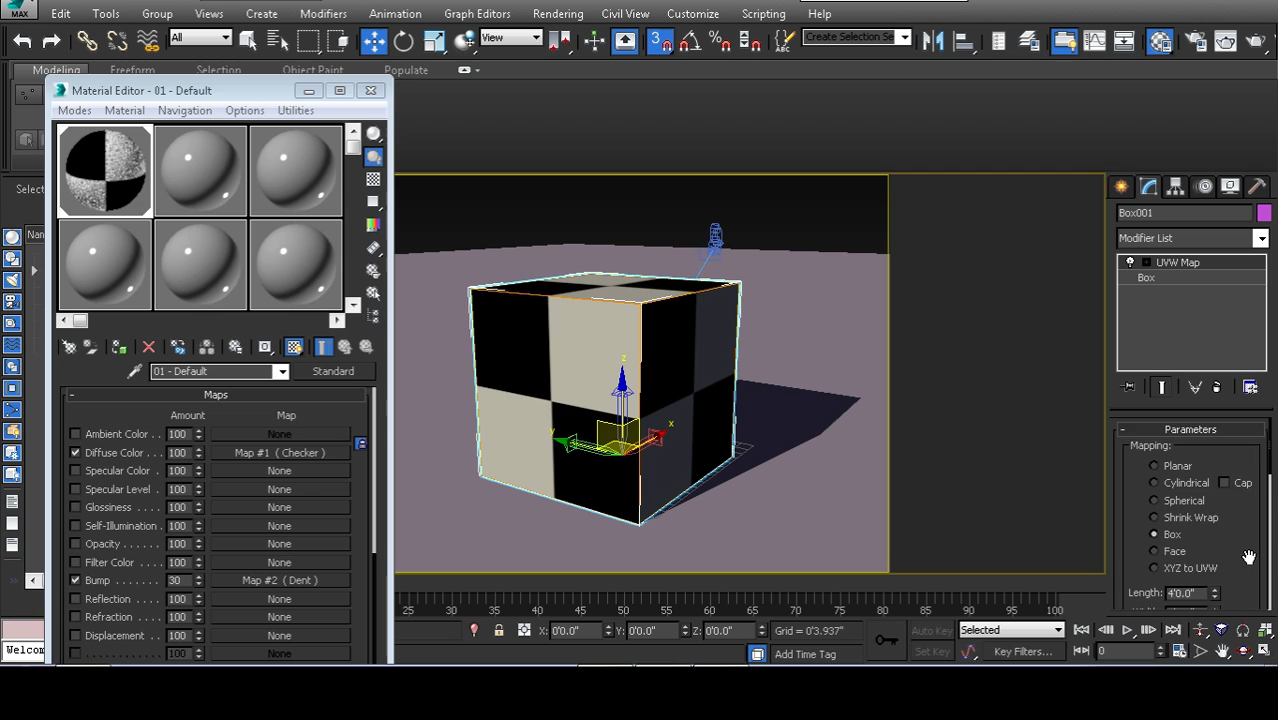 MAX
Edit Tools Group Views Create Modifiers Animation Graph Editors Rendering Civil View Customize Scripting Help
All View 3 Create Selection Se
Modeling Freeform Selection Object Paint Populate
Material Editor - 01 - Default
Modes Material Navigation Options Utilities
Selec
Nan
01 - Default Standard
Maps
Amount Map
Ambient Color . . 100 None
Diffuse Color . . . 100 Map #1 ( Checker )
Specular Color . 100 None
Specular Level . 100 None
Glossiness . . . . 100 None
Self-Illumination . 100 None
Opacity . . . . . 100 None
Filter Color . . . 100 None
Bump . . . . . . . 30 Map #2 ( Dent )
Reflection . . . . 100 None
Refraction . . . . 100 None
Displacement . . 100 None
. . . . . . . . . . . . 100 None
z
x
y
Box001
Modifier List
UVW Map
Box
Parameters
Mapping:
Planar
Cylindrical Cap
Spherical
Shrink Wrap
Box
Face
XYZ to UVW
Length: 4'0.0"
25 30 35 40 45 50 55 60 65 70 75 80 85 90 95 100
X: 0'0.0" Y: 0'0.0" Z: 0'0.0" Grid = 0'3.937" Auto Key Selected
Welcom Add Time Tag Set Key Key Filters... 0